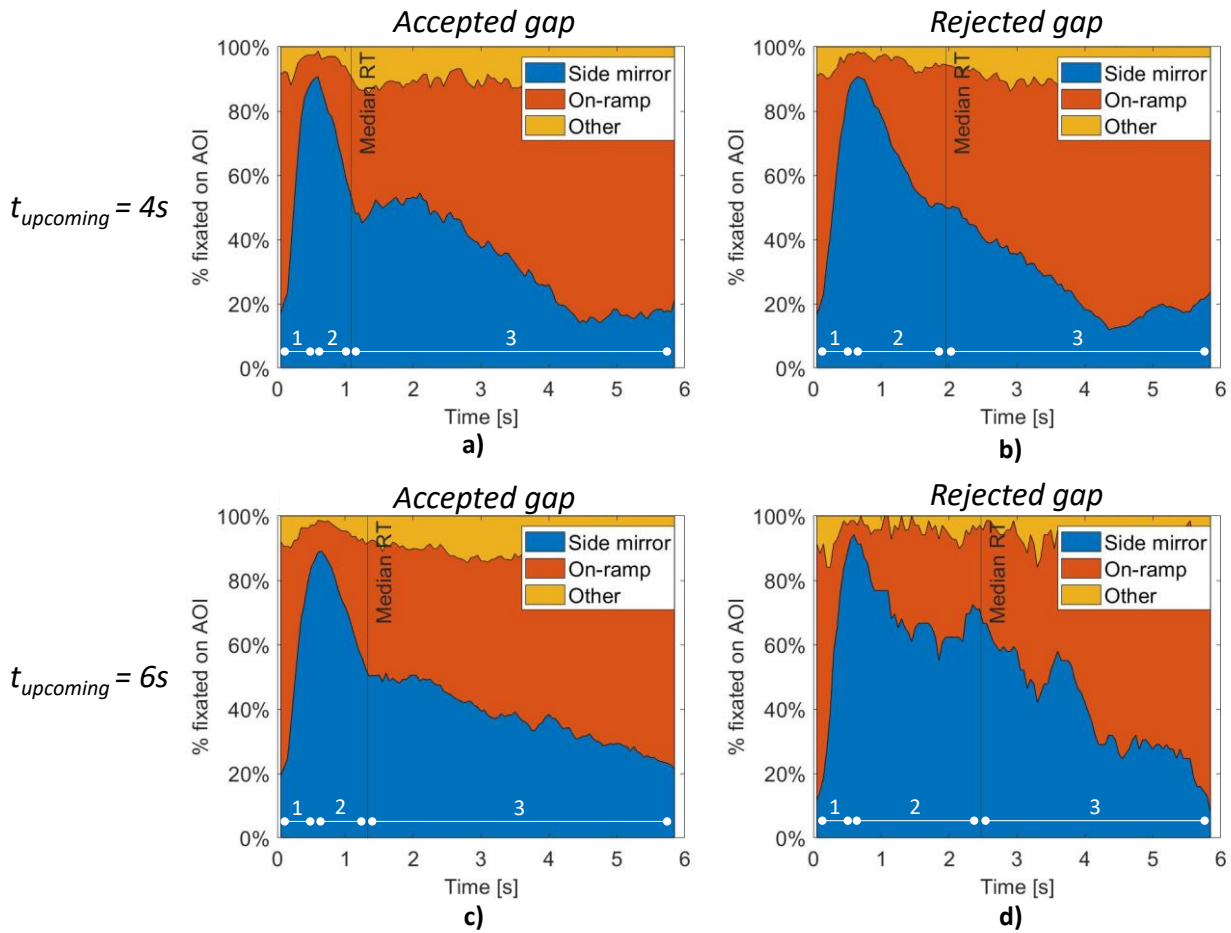 Accepted gap
Rejected gap
t_upcoming = 4s
100%
80%
60%
40%
20%
0%
% fixated on AOI
Median RT
Side mirror
On-ramp
Other
1 2 3
0 1 2 3 4 5 6
Time [s]
a)
100%
80%
60%
40%
20%
0%
% fixated on AOI
Median RT
Side mirror
On-ramp
Other
1 2 3
0 1 2 3 4 5 6
Time [s]
b)
Accepted gap
Rejected gap
t_upcoming = 6s
100%
80%
60%
40%
20%
0%
% fixated on AOI
Median RT
Side mirror
On-ramp
Other
1 2 3
0 1 2 3 4 5 6
Time [s]
c)
100%
80%
60%
40%
20%
0%
% fixated on AOI
Median RT
Side mirror
On-ramp
Other
1 2 3
0 1 2 3 4 5 6
Time [s]
d)